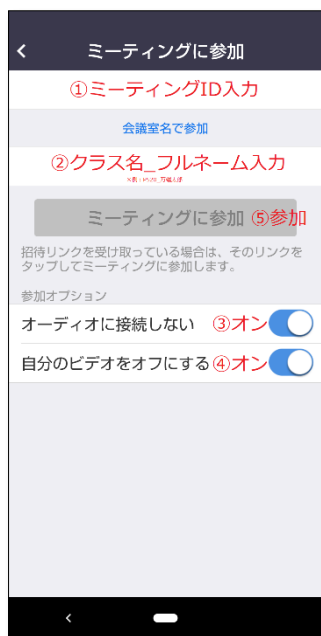 ミーティングに参加
①ミーティングID入力
会議室名で参加
②クラス名_フルネーム入力
ミーティングに参加 ⑤参加
招待リンクを受け取っている場合は、そのリンクを
タップしてミーティングに参加します。
参加オプション
オーディオに接続しない ③オン
自分のビデオをオフにする ④オン